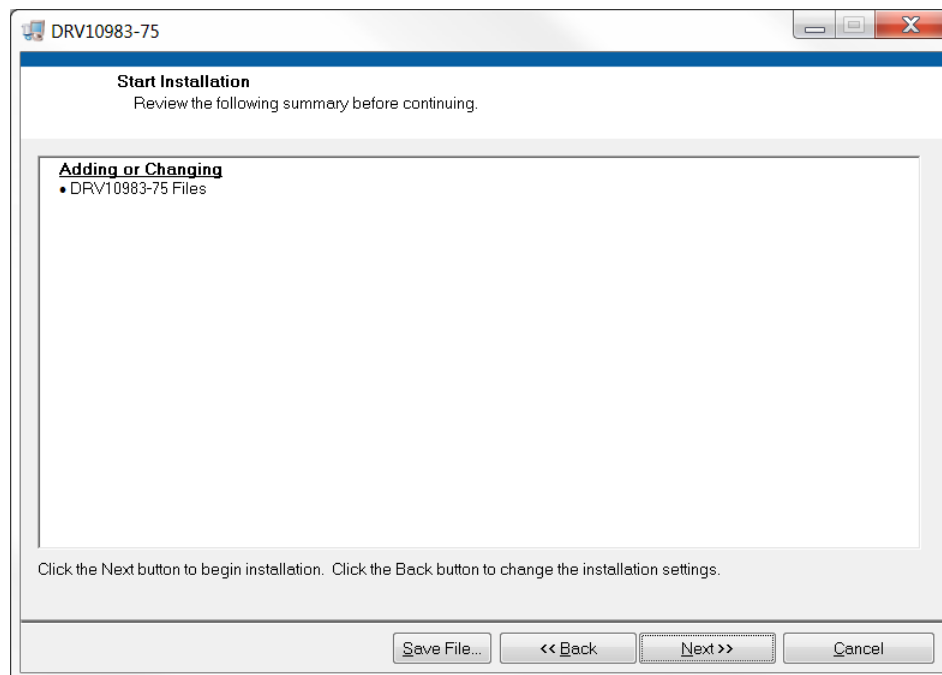 DRV10983-75
Start Installation
Review the following summary before continuing.
Adding or Changing
• DRV10983-75 Files
Click the Next button to begin installation.  Click the Back button to change the installation settings.
Save File...
<< Back
Next >>
Cancel